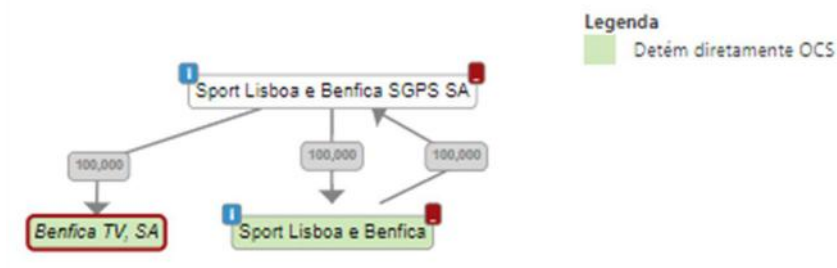 Legenda
Detém diretamente OCS
Sport Lisboa e Benfica SGPS SA
100,000
100,000
100,000
Benfica TV, SA
Sport Lisboa e Benfica